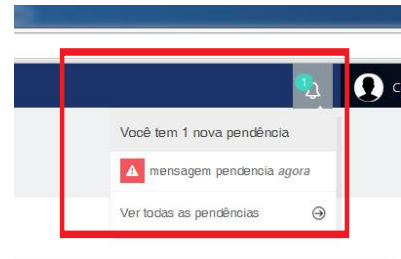 1
C
Você tem 1 nova pendência
mensagem pendencia agora
Ver todas as pendências